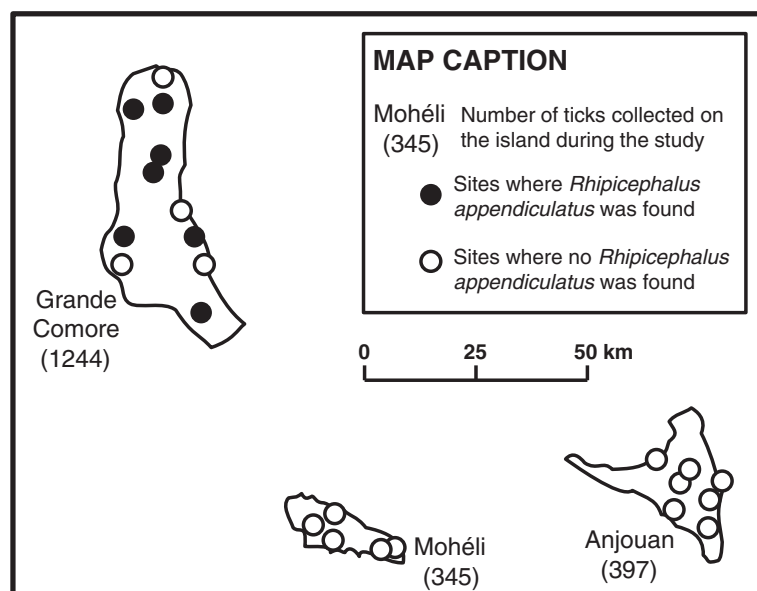 MAP CAPTION
Mohéli
(345)
Number of ticks collected on
the island during the study
Sites where Rhipicephalus
appendiculatus was found
Sites where no Rhipicephalus
appendiculatus was found
Grande
Comore
(1244)
0 25 50 km
Mohéli
(345)
Anjouan
(397)